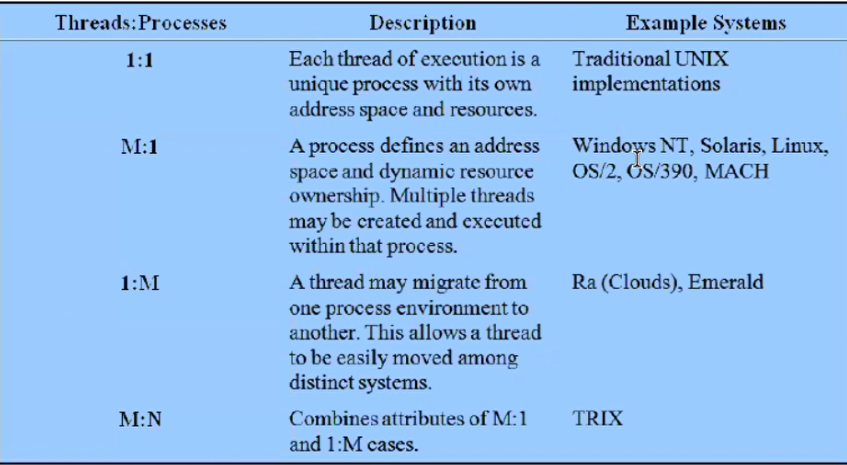 Threads:Processes Description Example Systems
1:1 Each thread of execution is a Traditional UNIX
unique process with its own implementations
address space and resources.
M:1 A process defines an address Windows NT, Solaris, Linux,
space and dynamic resource OS/2, OS/390, MACH
ownership. Multiple threads
may be created and executed
within that process.
1:M A thread may migrate from Ra (Clouds), Emerald
one process environment to
another. This allows a thread
to be easily moved among
distinct systems.
M:N Combines attributes of M:1 TRIX
and 1:M cases.